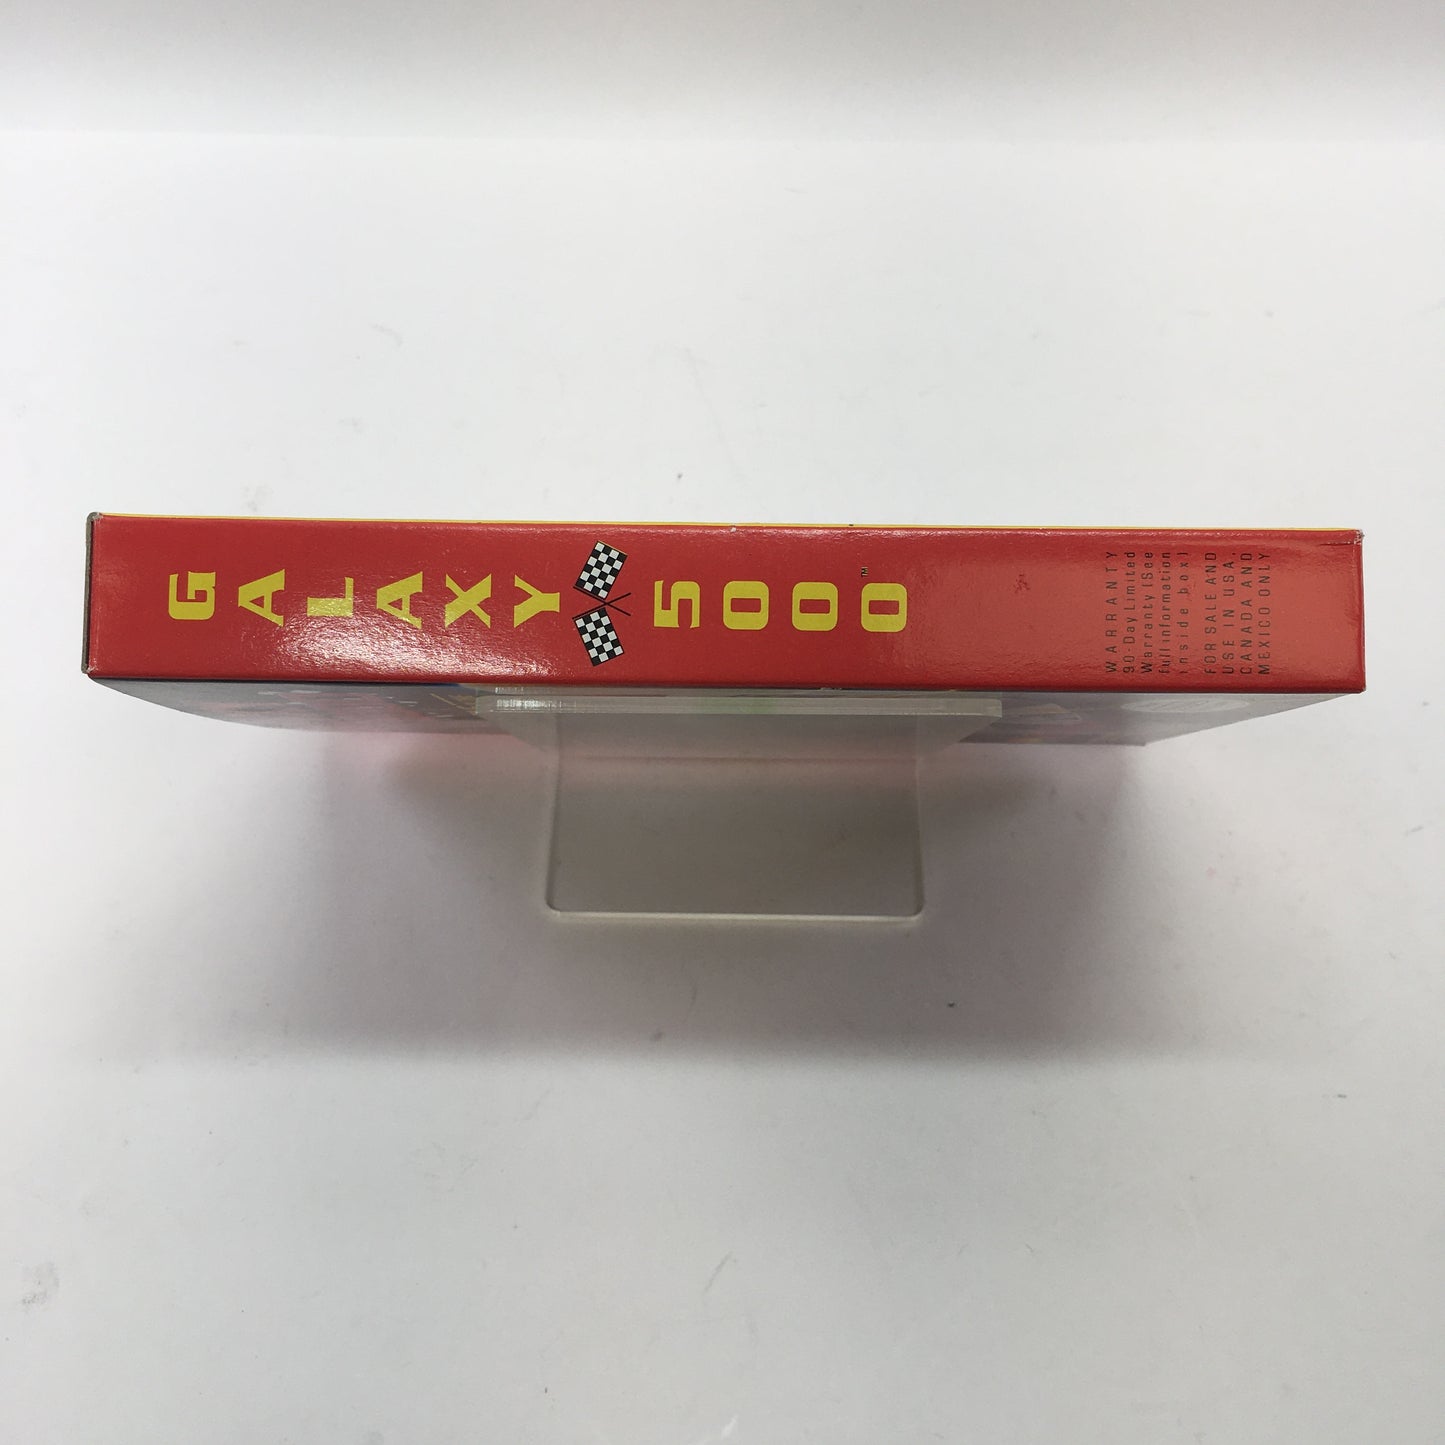 GALAXY 5000™
WARRANTY
90-Day Limited
Warranty (See
full information
inside box)
FOR SALE AND
USE IN USA,
CANADA AND
MEXICO ONLY